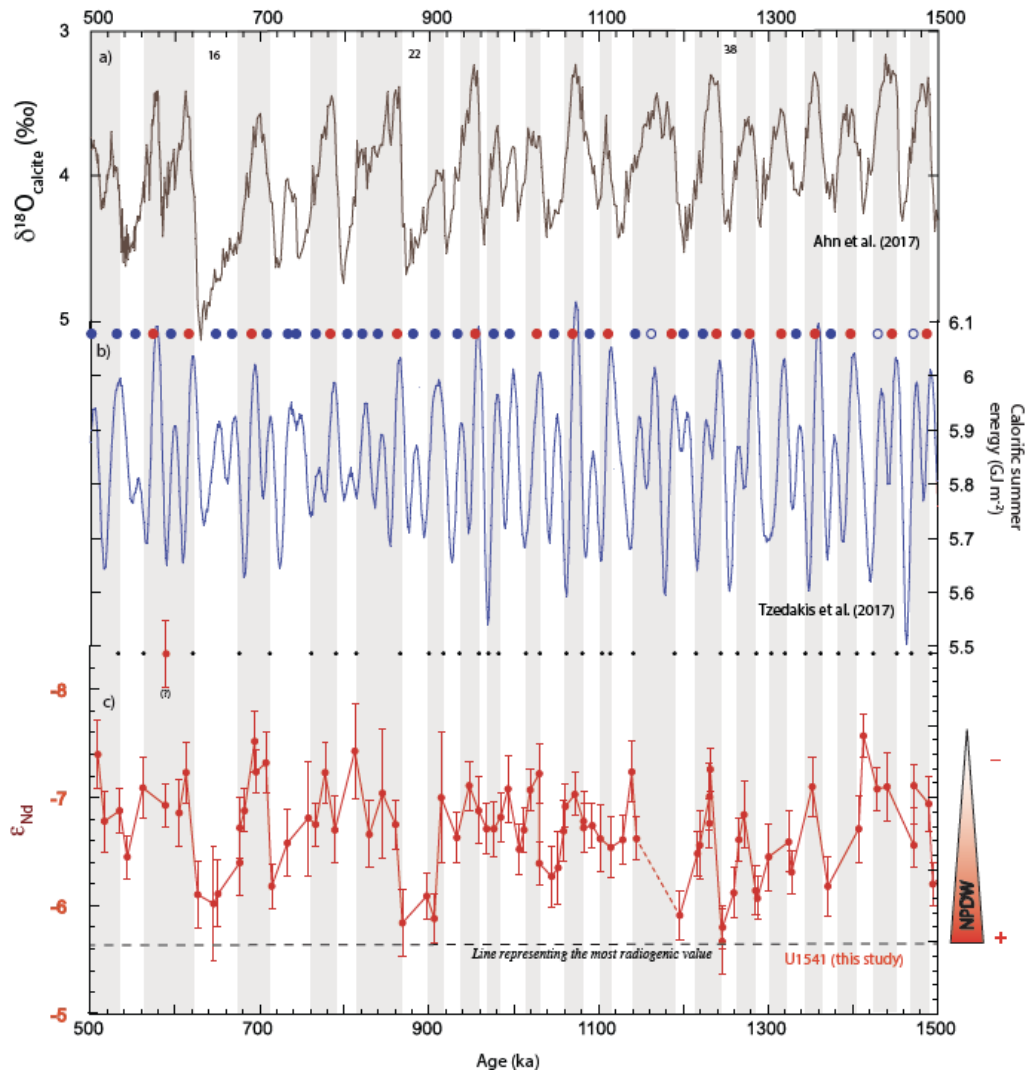 500 700 900 1100 1300 1500
3
a) 16 22 38
4
δ18Ocalcite (‰)
Ahn et al. (2017)
5
6.1
b)
6
5.9
5.8
5.7
5.6
5.5
Calorific summer
energy (GJ m-2)
Tzedakis et al. (2017)
(?)
-8
c)
-7
εNd
-6
-5
NPDW
–
+
Line representing the most radiogenic value
U1541 (this study)
500 700 900 1100 1300 1500
Age (ka)